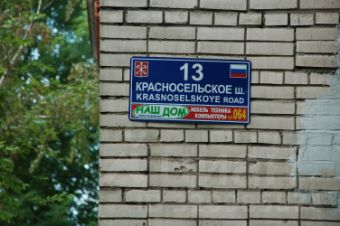 13
КРАСНОСЕЛЬСКОЕ Ш.
KRASNOSELSKOYE ROAD
НАШ ДОМ
МЕБЕЛЬ ТЕХНИКА
КОМПЬЮТЕРЫ 064